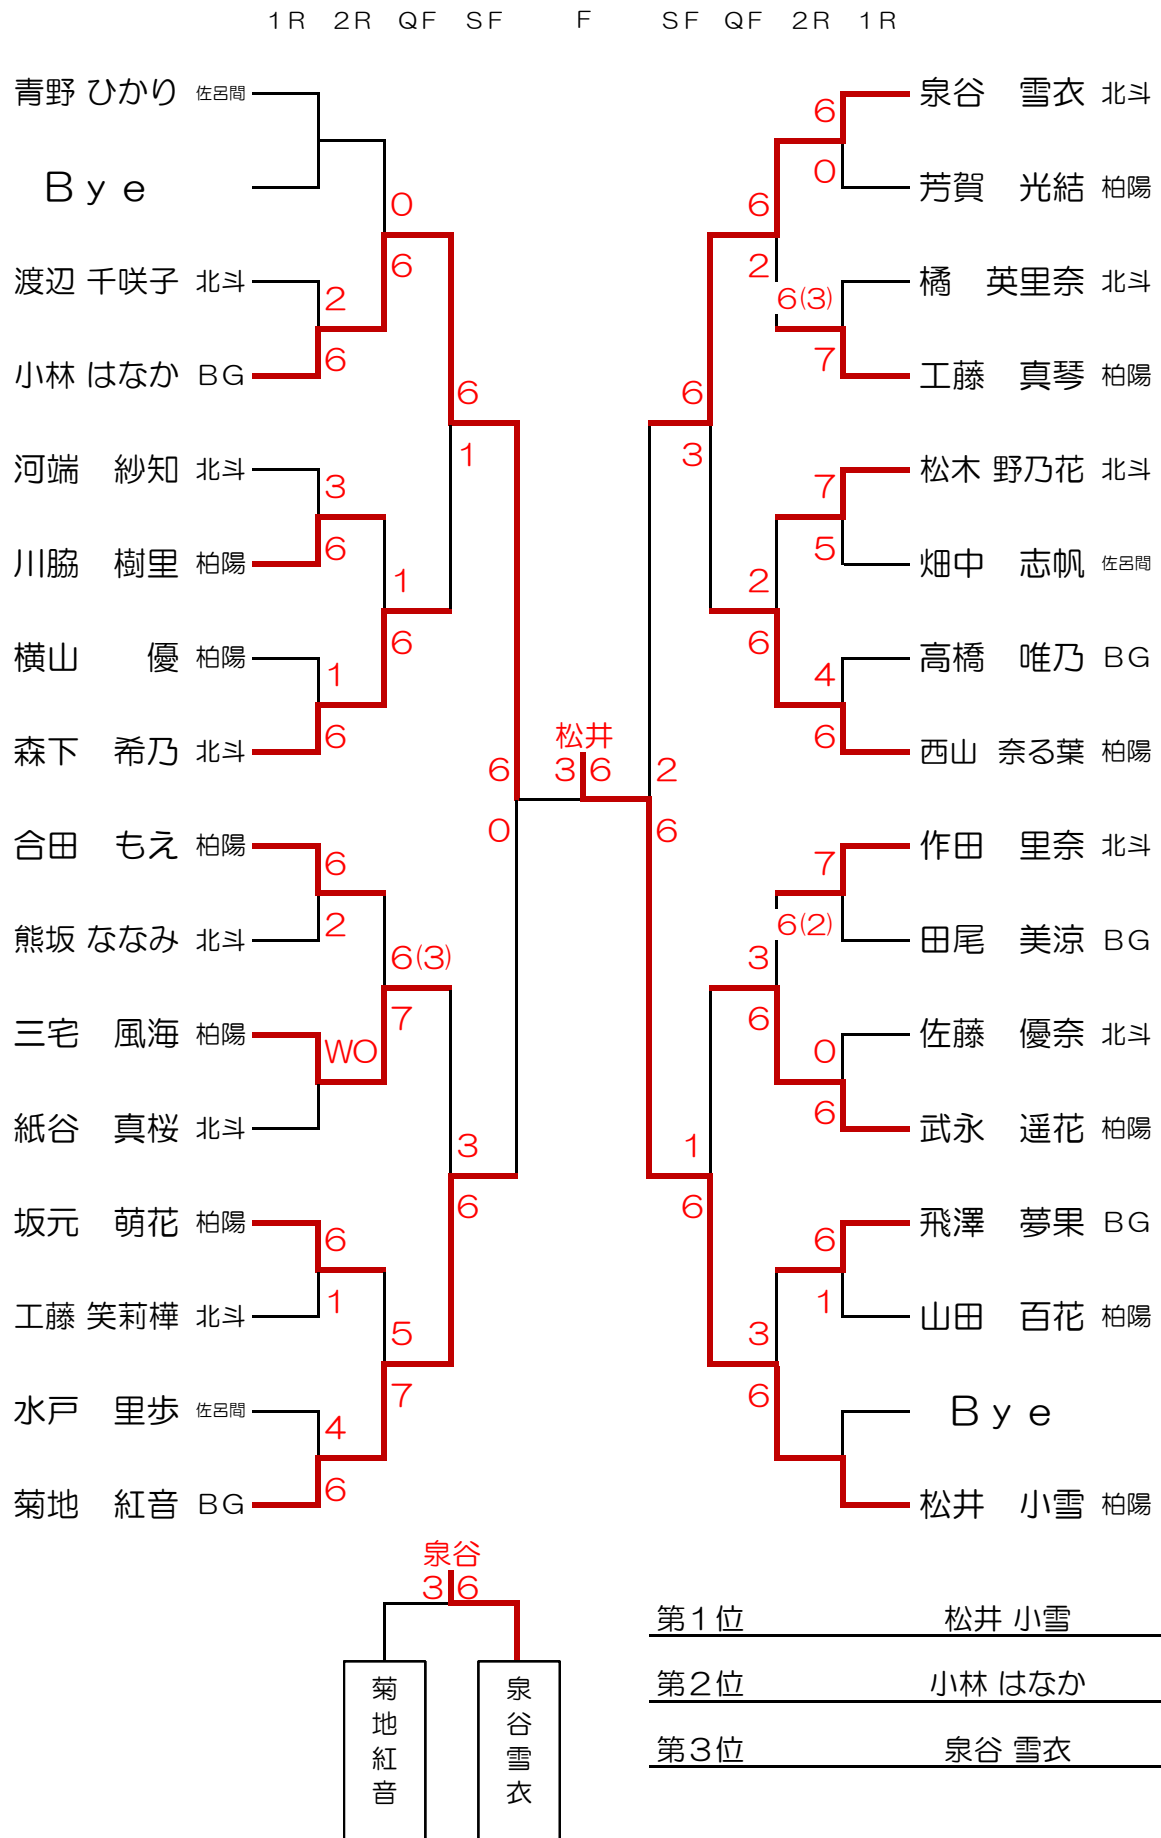 1R 2R QF SF F SF QF 2R 1R
青野 ひかり 佐呂間
Bye
0
6
渡辺 千咲子 北斗
2
6
小林 はなか BG
6
1
河端 紗知 北斗
3
6
川脇 樹里 柏陽
1
6
横山 優 柏陽
1
6
森下 希乃 北斗
6
0
合田 もえ 柏陽
6
2
熊坂 ななみ 北斗
6(3)
7
三宅 風海 柏陽
WO
紙谷 真桜 北斗
3
6
坂元 萌花 柏陽
6
1
工藤 笑莉樺 北斗
5
7
水戸 里歩 佐呂間
4
6
菊地 紅音 BG
松井
3 6
泉谷 雪衣 北斗
6
0
芳賀 光結 柏陽
6
2
橘 英里奈 北斗
6(3)
7
工藤 真琴 柏陽
6
3
松木 野乃花 北斗
7
5
畑中 志帆 佐呂間
2
6
高橋 唯乃 BG
4
6
西山 奈る葉 柏陽
2
6
作田 里奈 北斗
7
6(2)
田尾 美涼 BG
3
6
佐藤 優奈 北斗
0
6
武永 遥花 柏陽
1
6
飛澤 夢果 BG
6
1
山田 百花 柏陽
3
6
Bye
松井 小雪 柏陽
泉谷
3 6
菊地紅音
泉谷雪衣
第1位 松井 小雪
第2位 小林 はなか
第3位 泉谷 雪衣